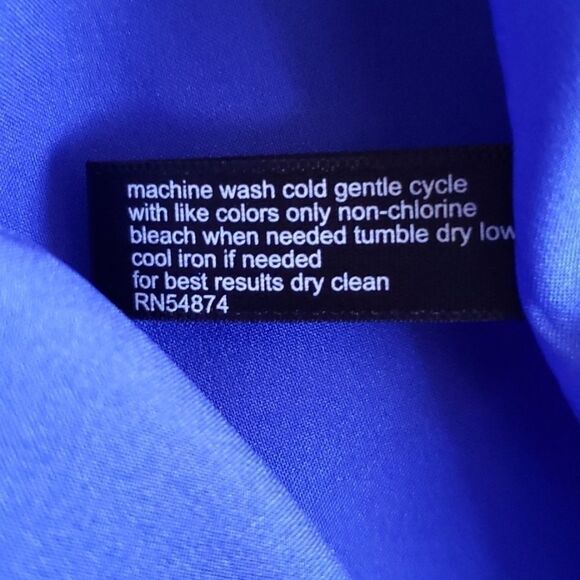 machine wash cold gentle cycle
with like colors only non-chlorine
bleach when needed tumble dry low
cool iron if needed
for best results dry clean
RN54874